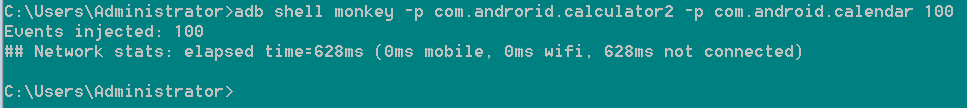 C:\Users\Administrator>adb shell monkey -p com.androrid.calculator2 -p com.android.calendar 100
Events injected: 100
## Network stats: elapsed time=628ms (0ms mobile, 0ms wifi, 628ms not connected)
C:\Users\Administrator>